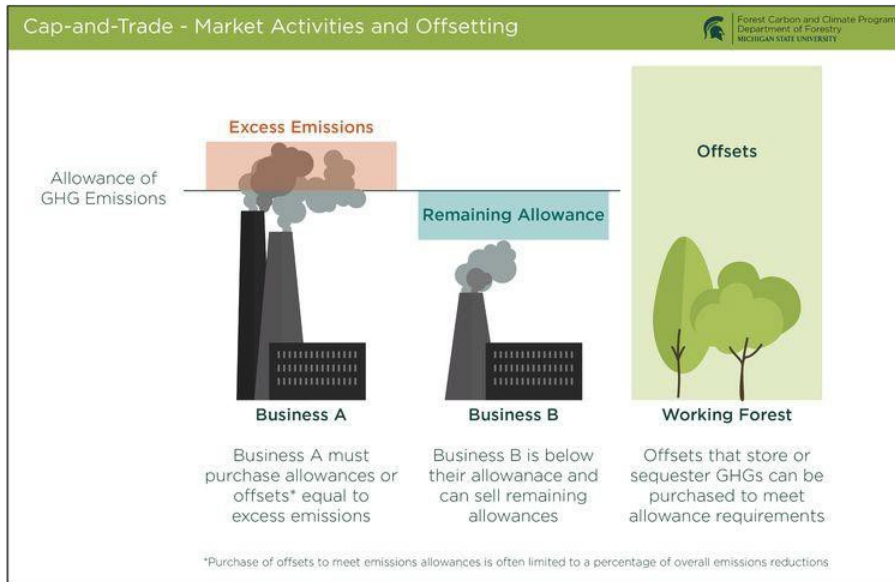 Cap-and-Trade - Market Activities and Offsetting
Forest Carbon and Climate Program
Department of Forestry
MICHIGAN STATE UNIVERSITY
Excess Emissions
Offsets
Allowance of
GHG Emissions
Remaining Allowance
Business A
Business A must
purchase allowances or
offsets* equal to
excess emissions
Business B
Business B is below
their allowanace and
can sell remaining
allowances
Working Forest
Offsets that store or
sequester GHGs can be
purchased to meet
allowance requirements
*Purchase of offsets to meet emissions allowances is often limited to a percentage of overall emissions reductions